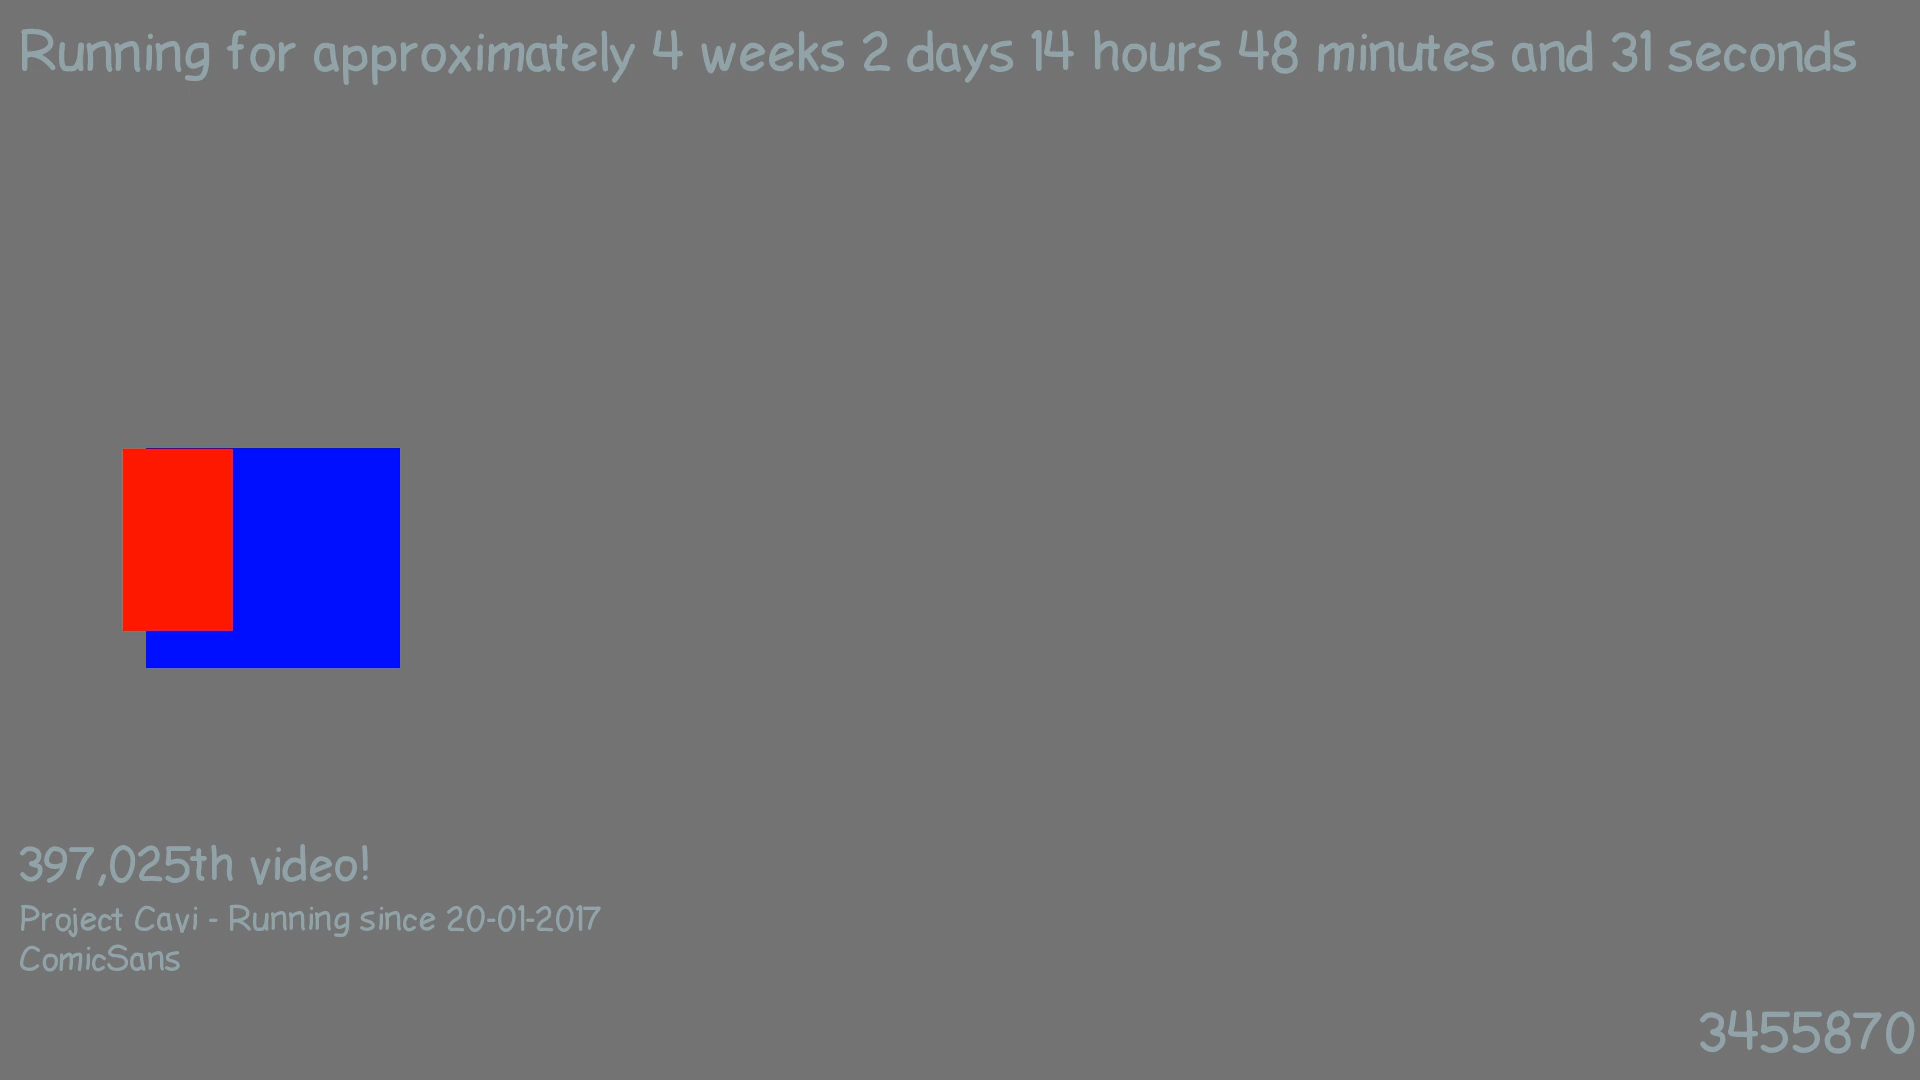 Running for approximately 4 weeks 2 days 14 hours 48 minutes and 31 seconds
397,025th video!
Project Cavi - Running since 20-01-2017
ComicSans
3455870